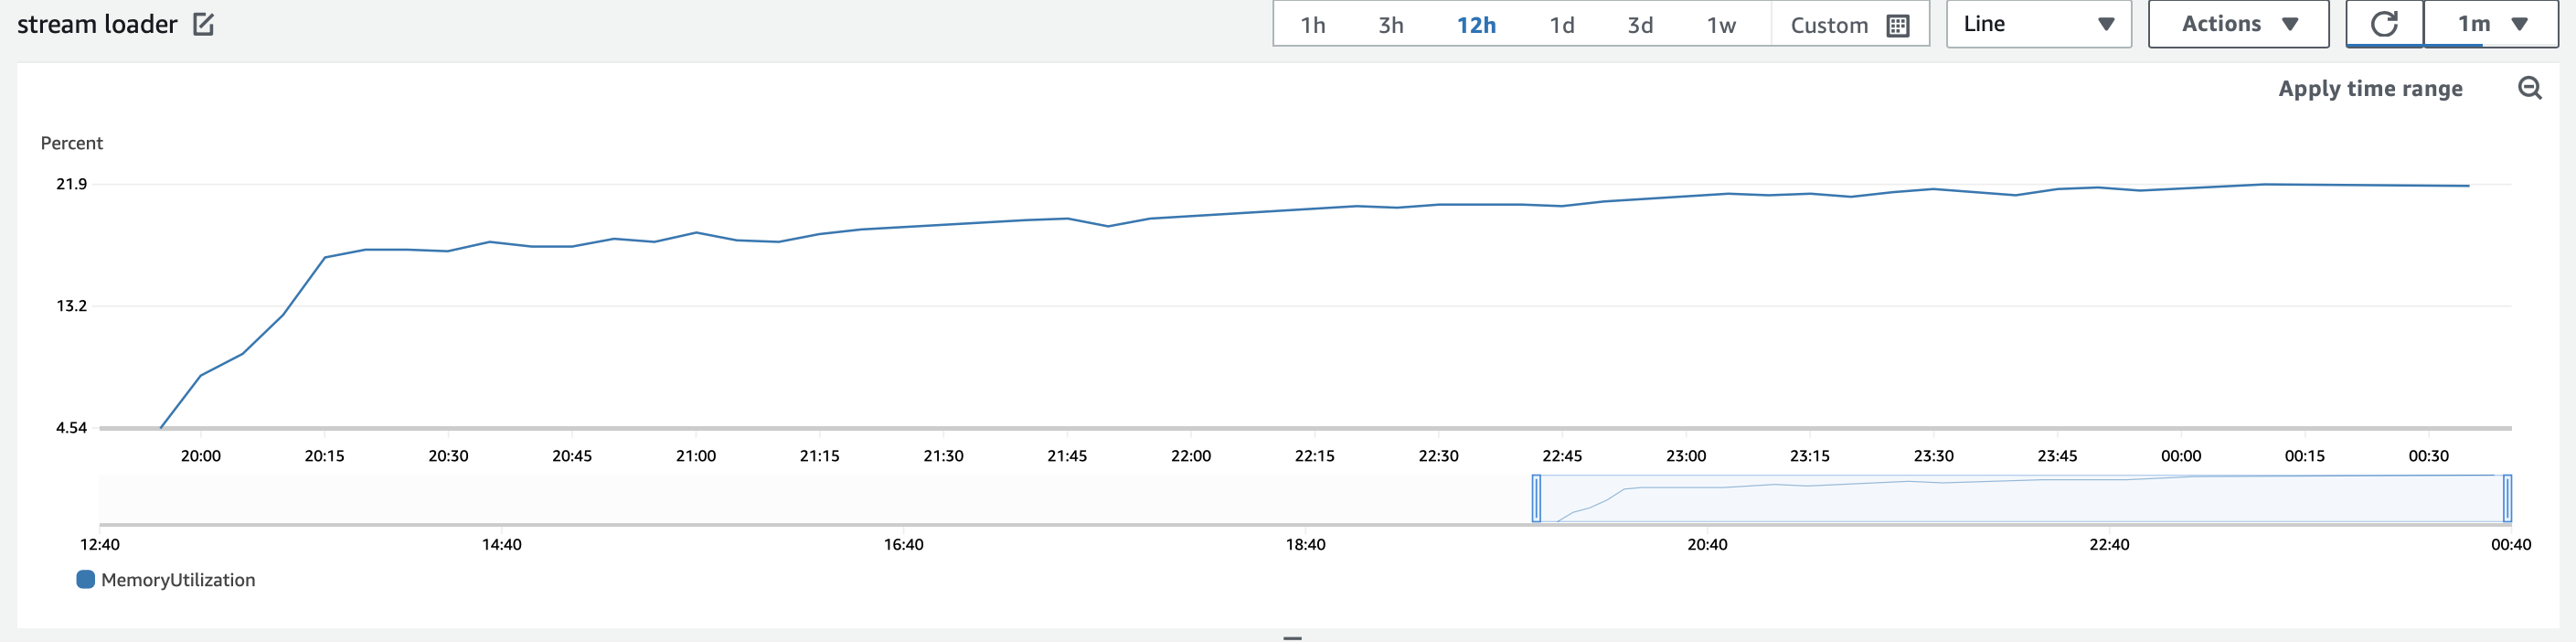 stream loader
1h 3h 12h 1d 3d 1w Custom
Line
Actions
1m
Apply time range
Percent
21.9
13.2
4.54
20:00 20:15 20:30 20:45 21:00 21:15 21:30 21:45 22:00 22:15 22:30 22:45 23:00 23:15 23:30 23:45 00:00 00:15 00:30
12:40 14:40 16:40 18:40 20:40 22:40 00:40
MemoryUtilization